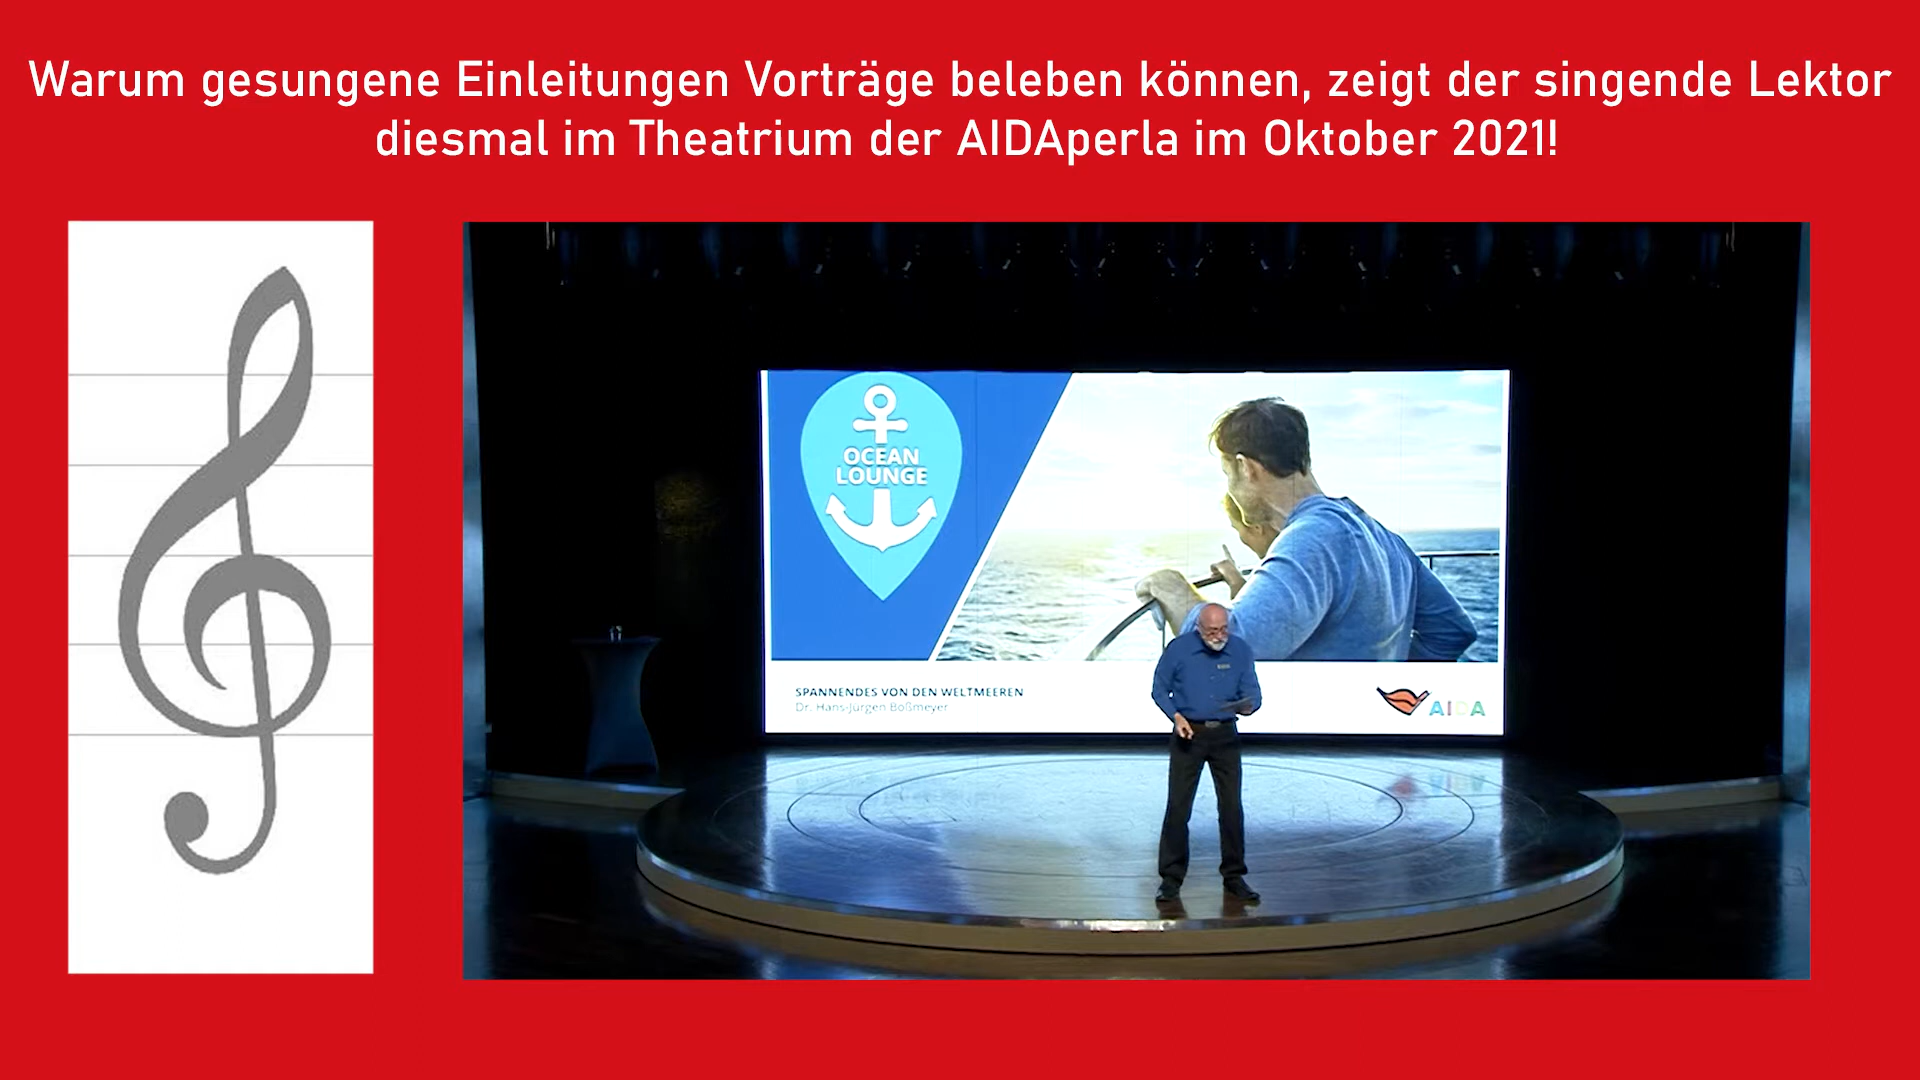 Warum gesungene Einleitungen Vorträge beleben können, zeigt der singende Lektor
diesmal im Theatrium der AIDAperla im Oktober 2021!
OCEAN
LOUNGE
SPANNENDES VON DEN WELTMEEREN
Dr. Hans-Jürgen Boßmeyer
AIDA